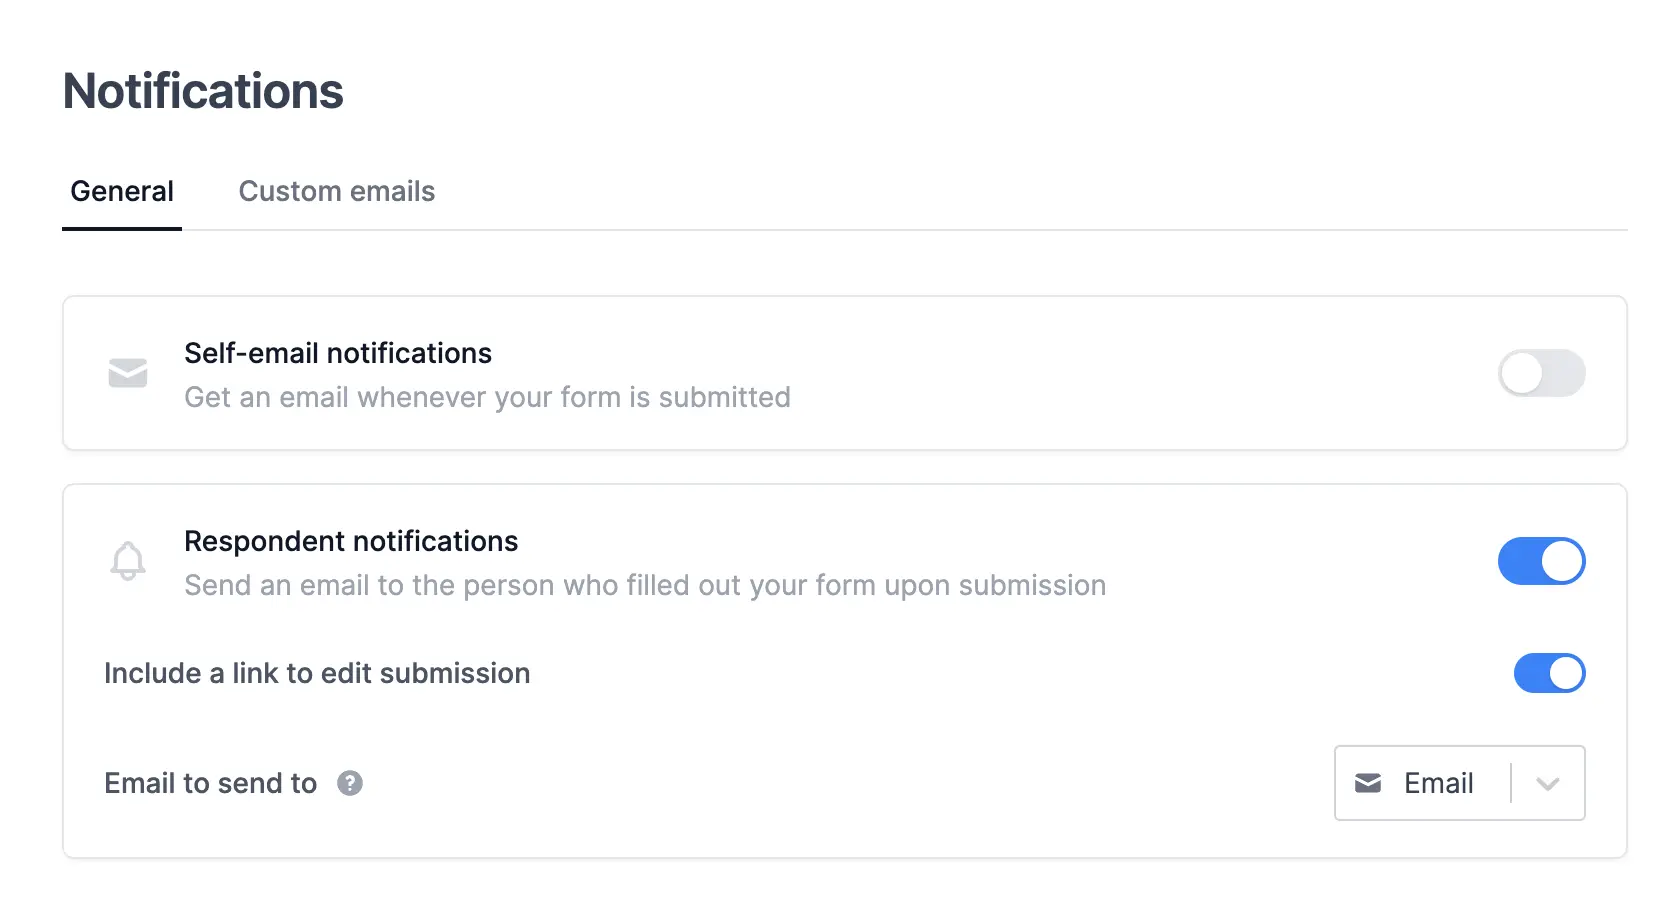 Notifications
General
Custom emails
Self-email notifications
Get an email whenever your form is submitted
Respondent notifications
Send an email to the person who filled out your form upon submission
Include a link to edit submission
Email to send to ?
Email